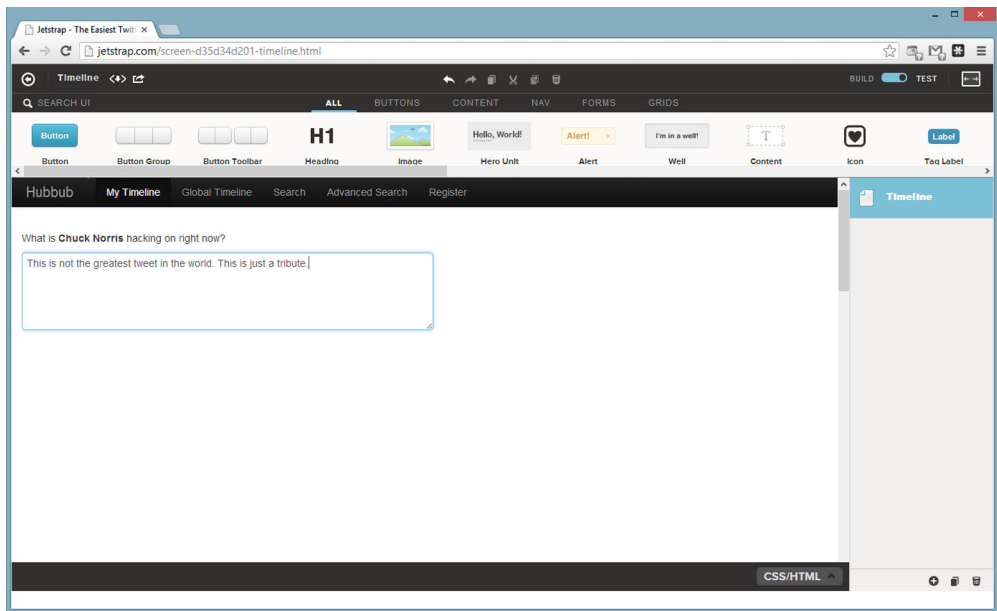 Jetstrap - The Easiest Twit
jetstrap.com/screen-d35d34d201-timeline.html
Timeline
BUILD TEST
SEARCH UI ALL BUTTONS CONTENT NAV FORMS GRIDS
Button H1 Hello, World! Alert! × I'm in a well! T Label
Button Button Group Button Toolbar Heading Image Hero Unit Alert Well Content Icon Tag Label
Hubbub My Timeline Global Timeline Search Advanced Search Register
Timeline
What is Chuck Norris hacking on right now?
This is not the greatest tweet in the world. This is just a tribute.
CSS/HTML